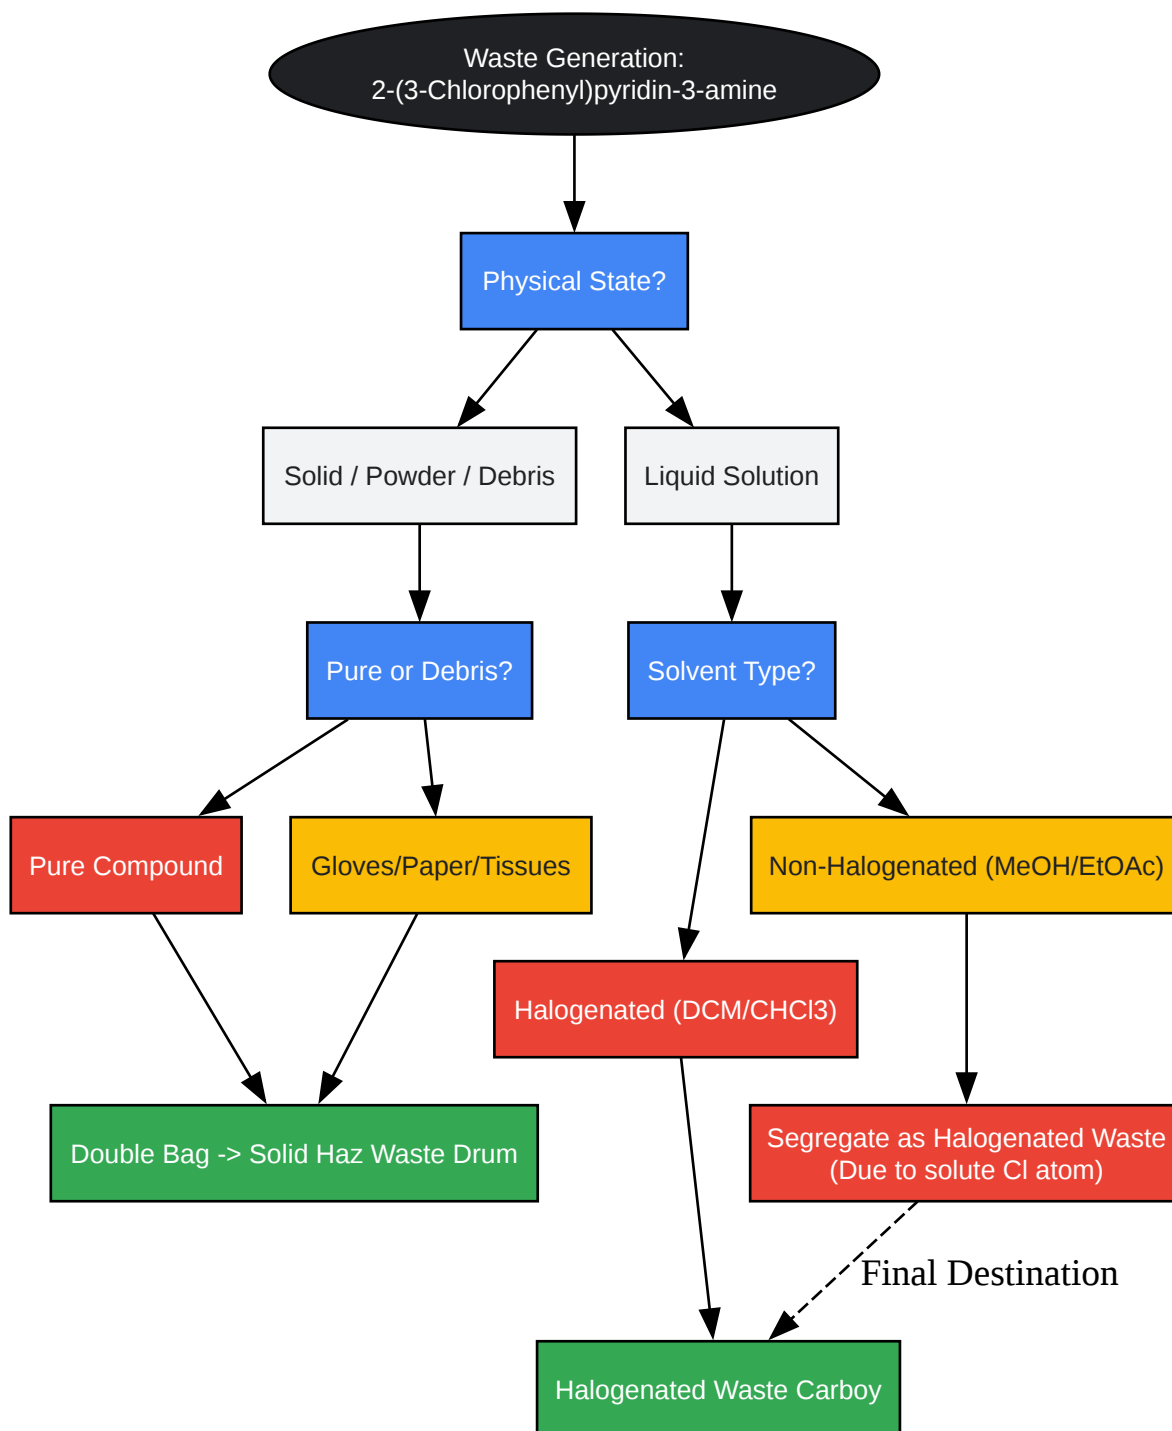 Waste Generation:
2-(3-Chlorophenyl)pyridin-3-amine
Physical State?
Solid / Powder / Debris
Liquid Solution
Pure or Debris?
Solvent Type?
Pure Compound
Gloves/Paper/Tissues
Non-Halogenated (MeOH/EtOAc)
Halogenated (DCM/CHCl3)
Double Bag -> Solid Haz Waste Drum
Segregate as Halogenated Waste
(Due to solute Cl atom)
Final Destination
Halogenated Waste Carboy